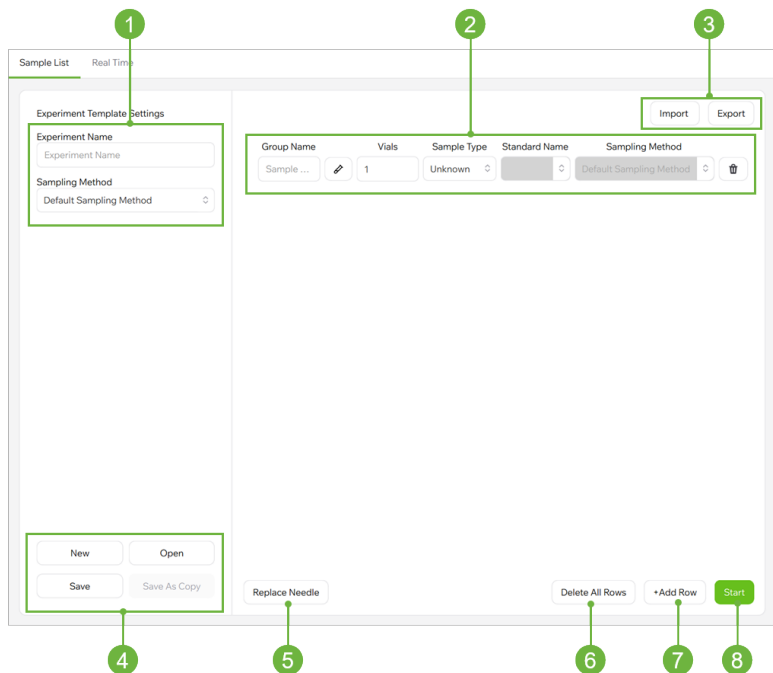 1 2 3
Sample List Real Time
Import Export
Experiment Template Settings
Experiment Name
Experiment Name
Sampling Method
Default Sampling Method
Group Name Vials Sample Type Standard Name Sampling Method
Sample ... 1 Unknown Default Sampling Method
New Open
Save Save As Copy
Replace Needle Delete All Rows +Add Row Start
4 5 6 7 8